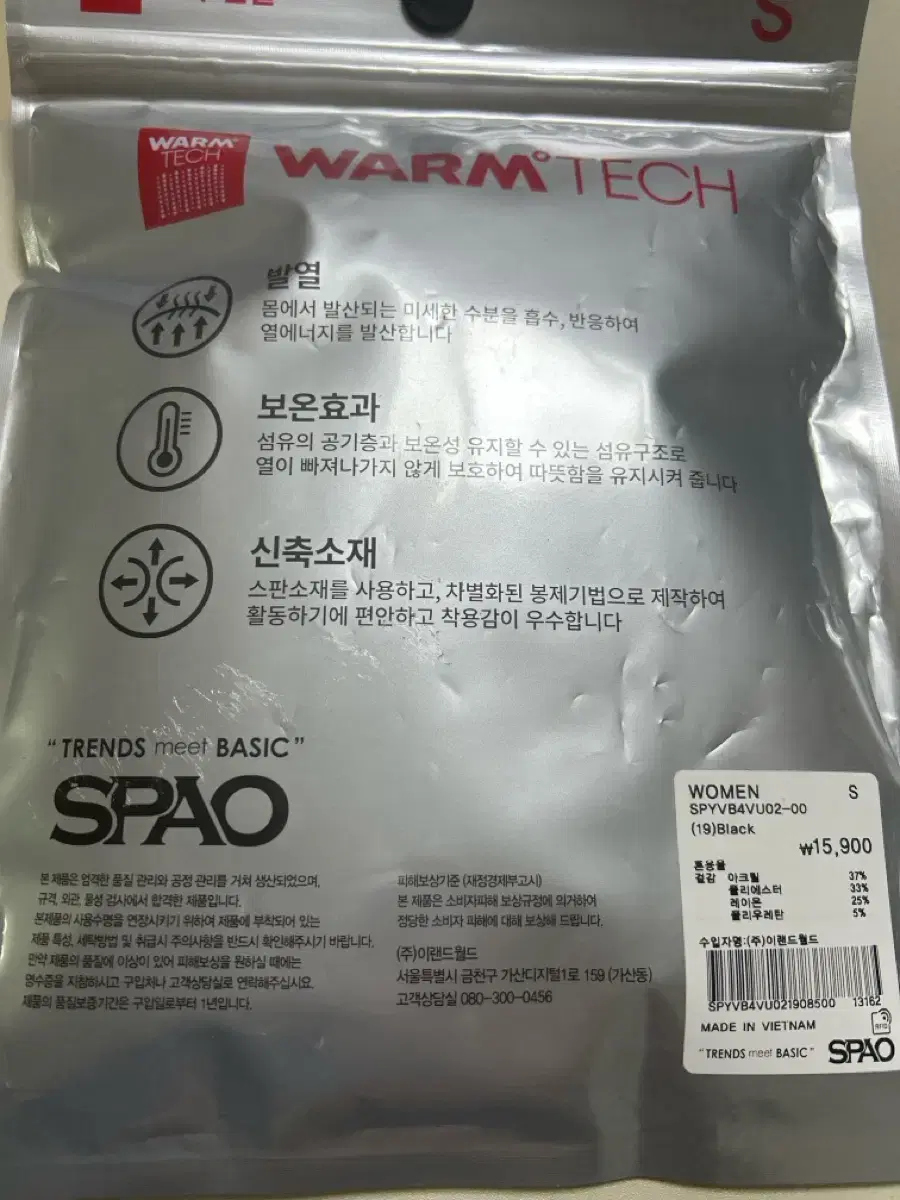 S
WARM°
TECH
WARM°TECH
발열
몸에서 발산되는 미세한 수분을 흡수, 반응하여
열에너지를 발산합니다
보온효과
섬유의 공기층과 보온성 유지할 수 있는 섬유구조로
열이 빠져나가지 않게 보호하여 따뜻함을 유지시켜 줍니다
신축소재
스판소재를 사용하고, 차별화된 봉제기법으로 제작하여
활동하기에 편안하고 착용감이 우수합니다
“TRENDS meet BASIC”
SPAO
본 제품은 엄격한 품질 관리와 공정 관리를 거쳐 생산되었으며,
규격, 외관, 물성 검사에서 합격한 제품입니다.
본제품의 사용수명을 연장시키기 위하여 제품에 부착되어 있는
제품 특성, 세탁방법 및 취급시 주의사항을 반드시 확인해주시기 바랍니다.
만약 제품의 품질에 이상이 있어 피해보상을 원하실 때에는
영수증을 지참하시고 구입처나 고객상담실로 연락해주십시요.
제품의 품질보증기간은 구입일로부터 1년입니다.
피해보상기준 (재정경제부고시)
본 제품은 소비자피해 보상규정에 의거하여
정당한 소비자 피해에 대해 보상해 드립니다.
(주)이랜드월드
서울특별시 금천구 가산디지털1로 159 (가산동)
고객상담실 080-300-0456
WOMEN S
SPYVB4VU02-00
(19)Black
₩15,900
혼용율
겉감 아크릴 37%
폴리에스터 33%
레이온 25%
폴리우레탄 5%
수입자명:(주)이랜드월드
SPYVB4VU021908500 13162
MADE IN VIETNAM
RFID
“TRENDS meet BASIC” SPAO